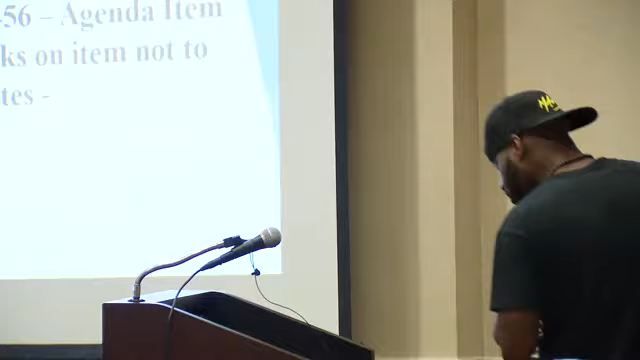 -56 – Agenda Item
ks on item not to
tes -